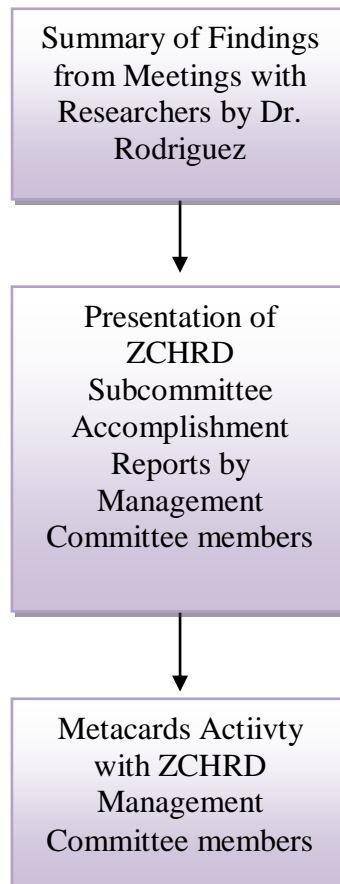 Summary of Findings
from Meetings with
Researchers by Dr.
Rodriguez
Presentation of
ZCHRD
Subcommittee
Accomplishment
Reports by
Management
Committee members
Metacards Actiivty
with ZCHRD
Management
Committee members